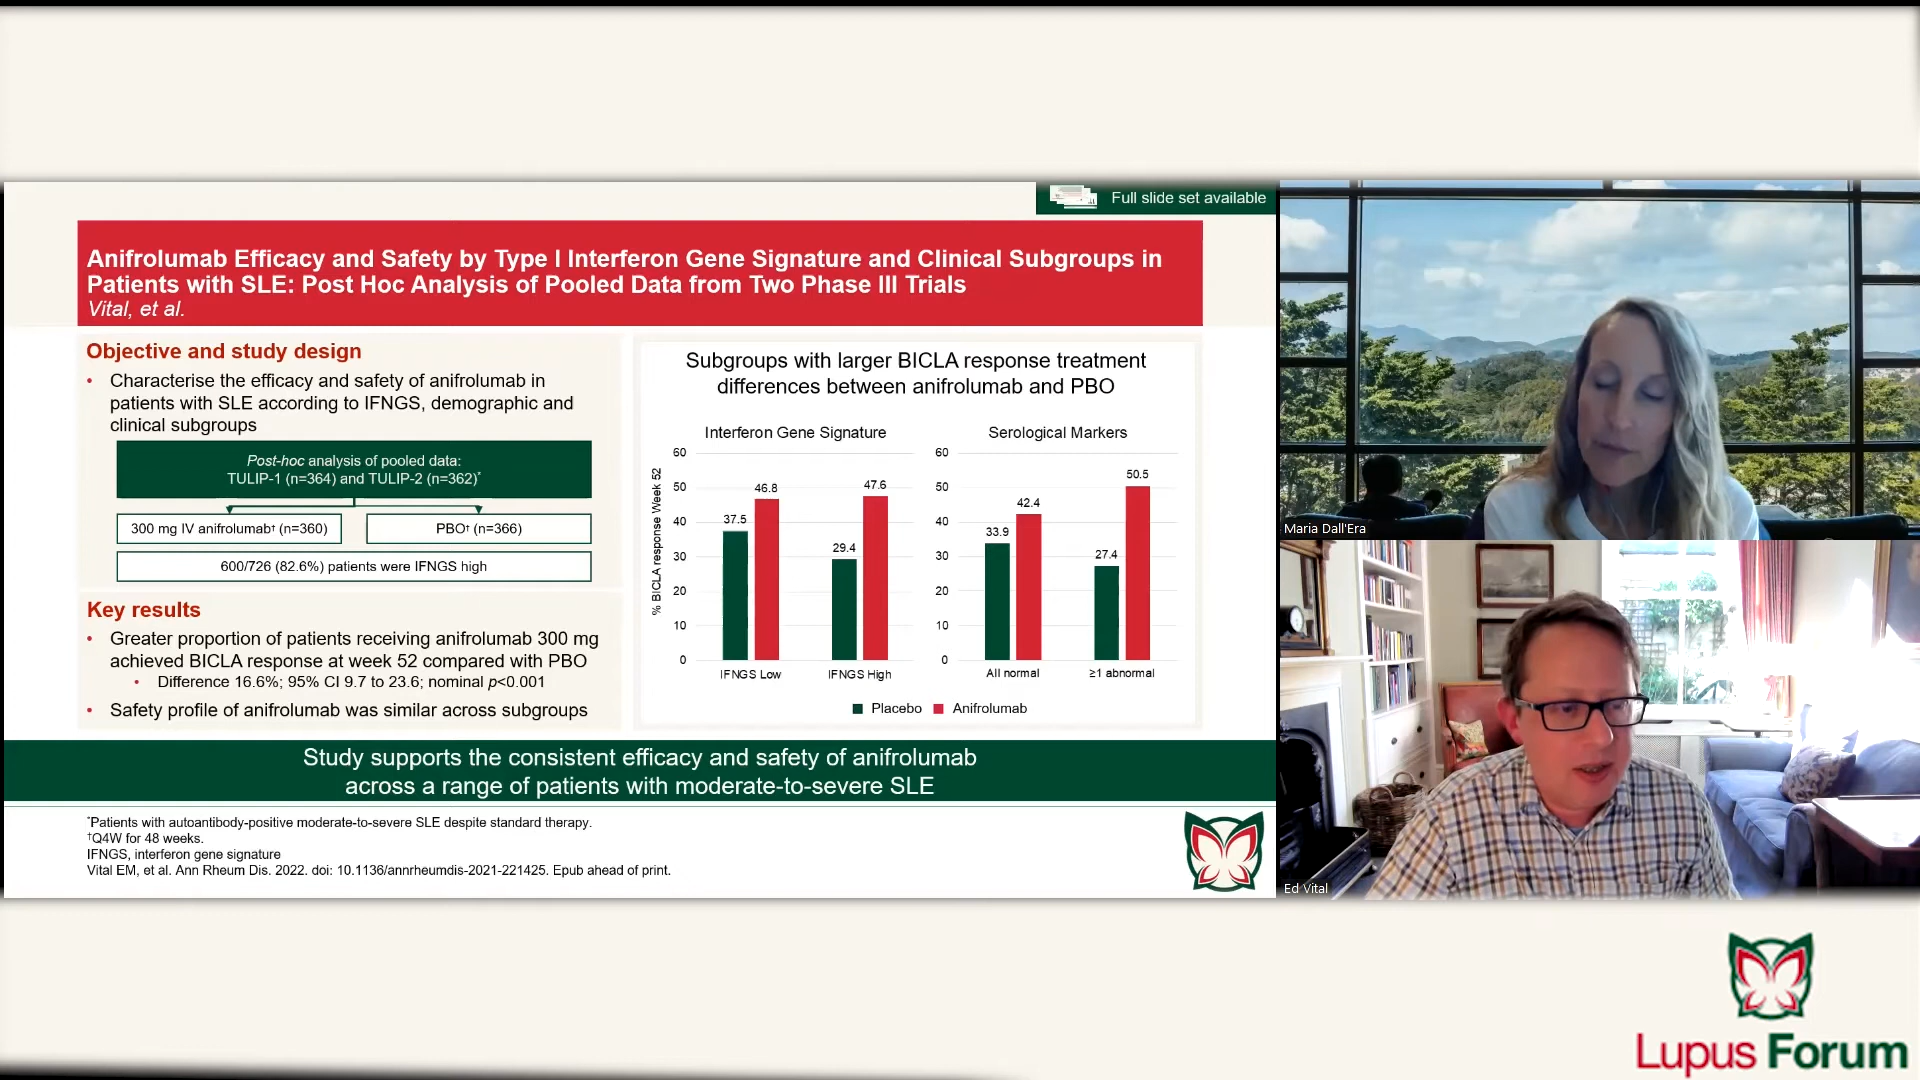 Full slide set available
Anifrolumab Efficacy and Safety by Type I Interferon Gene Signature and Clinical Subgroups in
Patients with SLE: Post Hoc Analysis of Pooled Data from Two Phase III Trials
Vital, et al.
Objective and study design
• Characterise the efficacy and safety of anifrolumab in
patients with SLE according to IFNGS, demographic and
clinical subgroups
Post-hoc analysis of pooled data:
TULIP-1 (n=364) and TULIP-2 (n=362)*
300 mg IV anifrolumab† (n=360)
PBO† (n=366)
600/726 (82.6%) patients were IFNGS high
Key results
• Greater proportion of patients receiving anifrolumab 300 mg
achieved BICLA response at week 52 compared with PBO
• Difference 16.6%; 95% CI 9.7 to 23.6; nominal p<0.001
• Safety profile of anifrolumab was similar across subgroups
Subgroups with larger BICLA response treatment
differences between anifrolumab and PBO
Interferon Gene Signature
% BICLA response Week 52
60
50
40
30
20
10
0
37.5
46.8
29.4
47.6
IFNGS Low
IFNGS High
Serological Markers
60
50
40
30
20
10
0
33.9
42.4
27.4
50.5
All normal
≥1 abnormal
Placebo
Anifrolumab
Study supports the consistent efficacy and safety of anifrolumab
across a range of patients with moderate-to-severe SLE
*Patients with autoantibody-positive moderate-to-severe SLE despite standard therapy.
†Q4W for 48 weeks.
IFNGS, interferon gene signature
Vital EM, et al. Ann Rheum Dis. 2022. doi: 10.1136/annrheumdis-2021-221425. Epub ahead of print.
Maria Dall'Era
Ed Vital
Lupus Forum